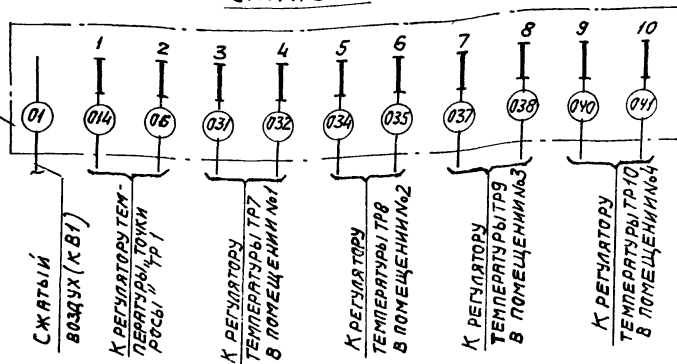 1 2 3 4 5 6 7 8 9 10
01 014 016 031 032 034 035 037 038 040 041
СЖАТЫЙ
ВОЗДУХ (КВ1)
К РЕГУЛЯТОРУ ТЕМ-
ПЕРАТУРЫ „ТОЧКИ
РОСЫ" ТР1
К РЕГУЛЯТОРУ
ТЕМПЕРАТУРЫ ТР7
В ПОМЕЩЕНИИ №1
К РЕГУЛЯТОРУ
ТЕМПЕРАТУРЫ ТР8
В ПОМЕЩЕНИИ №2
К РЕГУЛЯТОРУ
ТЕМПЕРАТУРЫ ТР9
В ПОМЕЩЕНИИ №3
К РЕГУЛЯТОРУ
ТЕМПЕРАТУРЫ ТР10
В ПОМЕЩЕНИИ №4